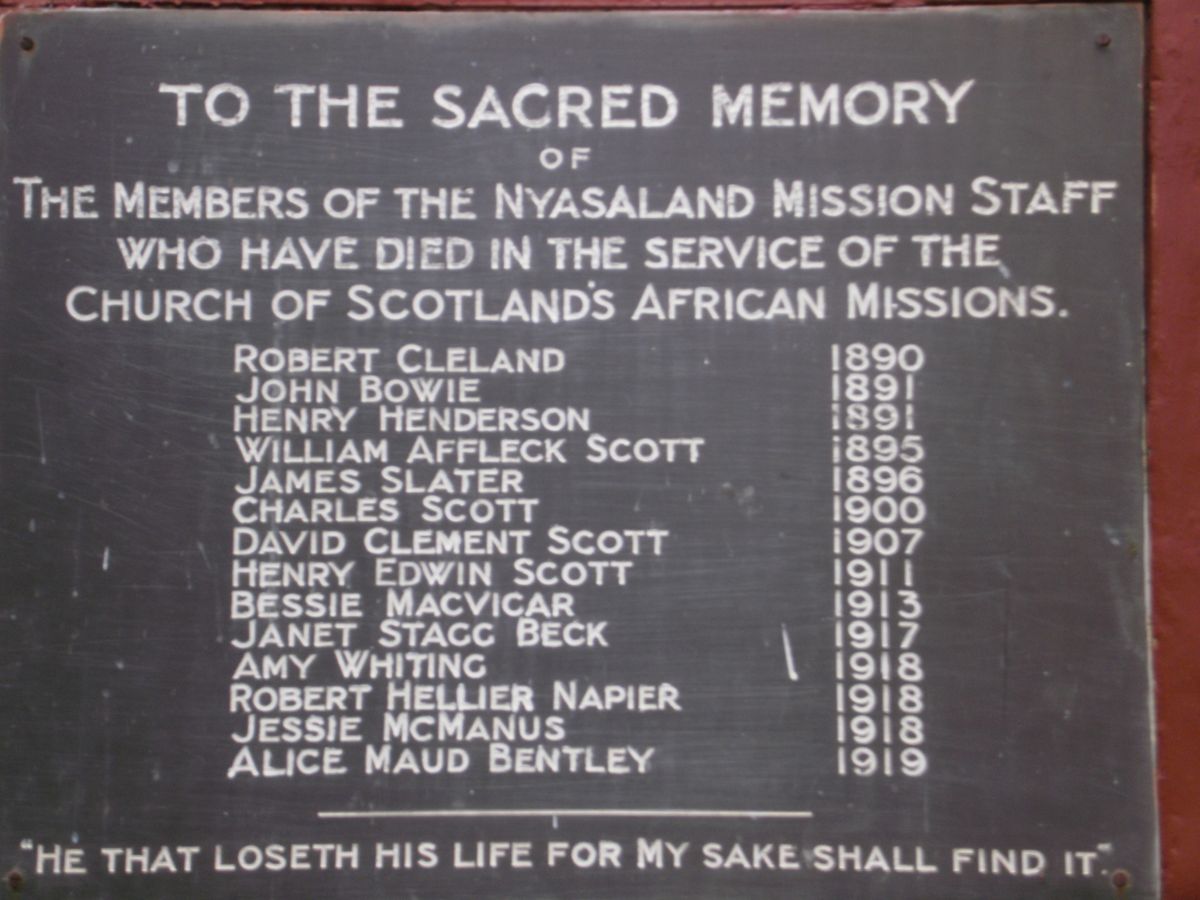 TO THE SACRED MEMORY
OF
THE MEMBERS OF THE NYASALAND MISSION STAFF
WHO HAVE DIED IN THE SERVICE OF THE
CHURCH OF SCOTLAND'S AFRICAN MISSIONS.
ROBERT CLELAND 1890
JOHN BOWIE 1891
HENRY HENDERSON 1891
WILLIAM AFFLECK SCOTT 1895
JAMES SLATER 1896
CHARLES SCOTT 1900
DAVID CLEMENT SCOTT 1907
HENRY EDWIN SCOTT 1911
BESSIE MACVICAR 1913
JANET STAGG BECK 1917
AMY WHITING 1918
ROBERT HELLIER NAPIER 1918
JESSIE MCMANUS 1918
ALICE MAUD BENTLEY 1919
"HE THAT LOSETH HIS LIFE FOR MY SAKE SHALL FIND IT."